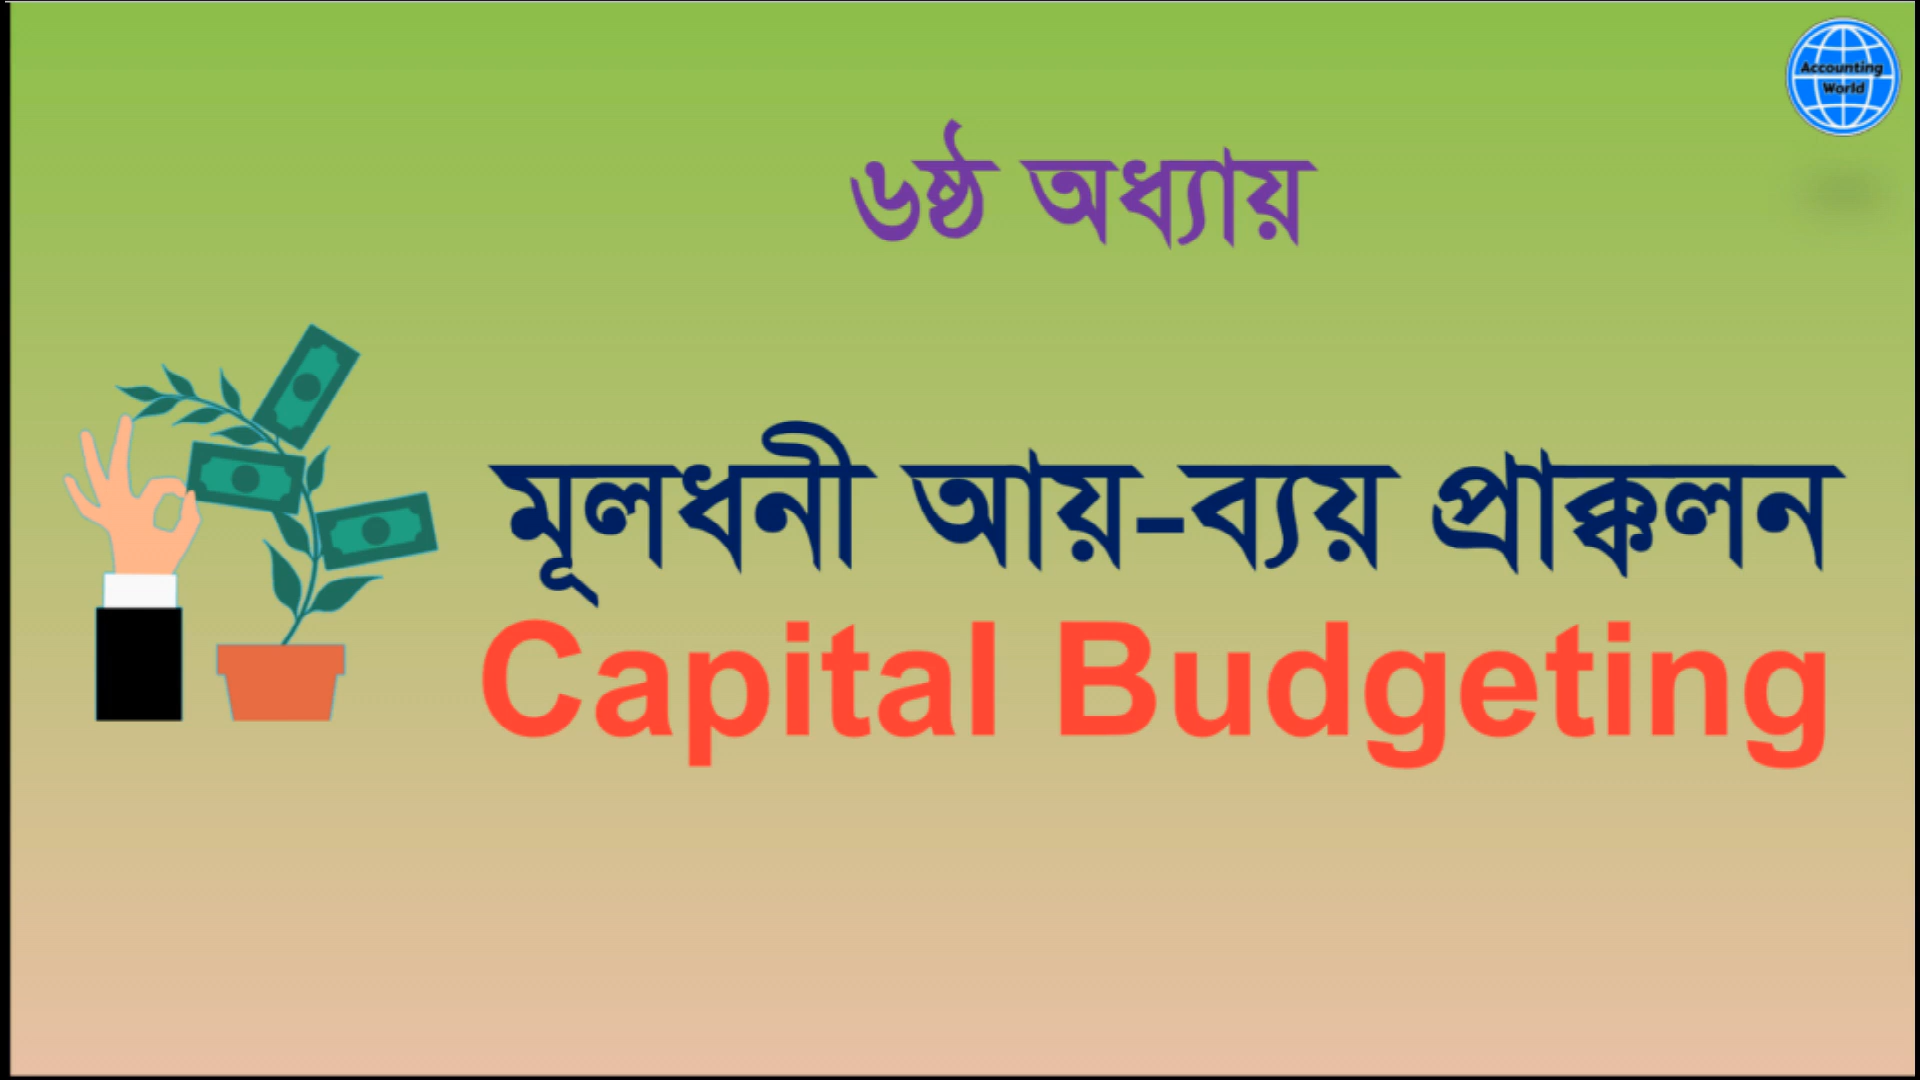 Accounting
World
৬ষ্ঠ অধ্যায়
মূলধনী আয়-ব্যয় প্রাক্কলন
Capital Budgeting